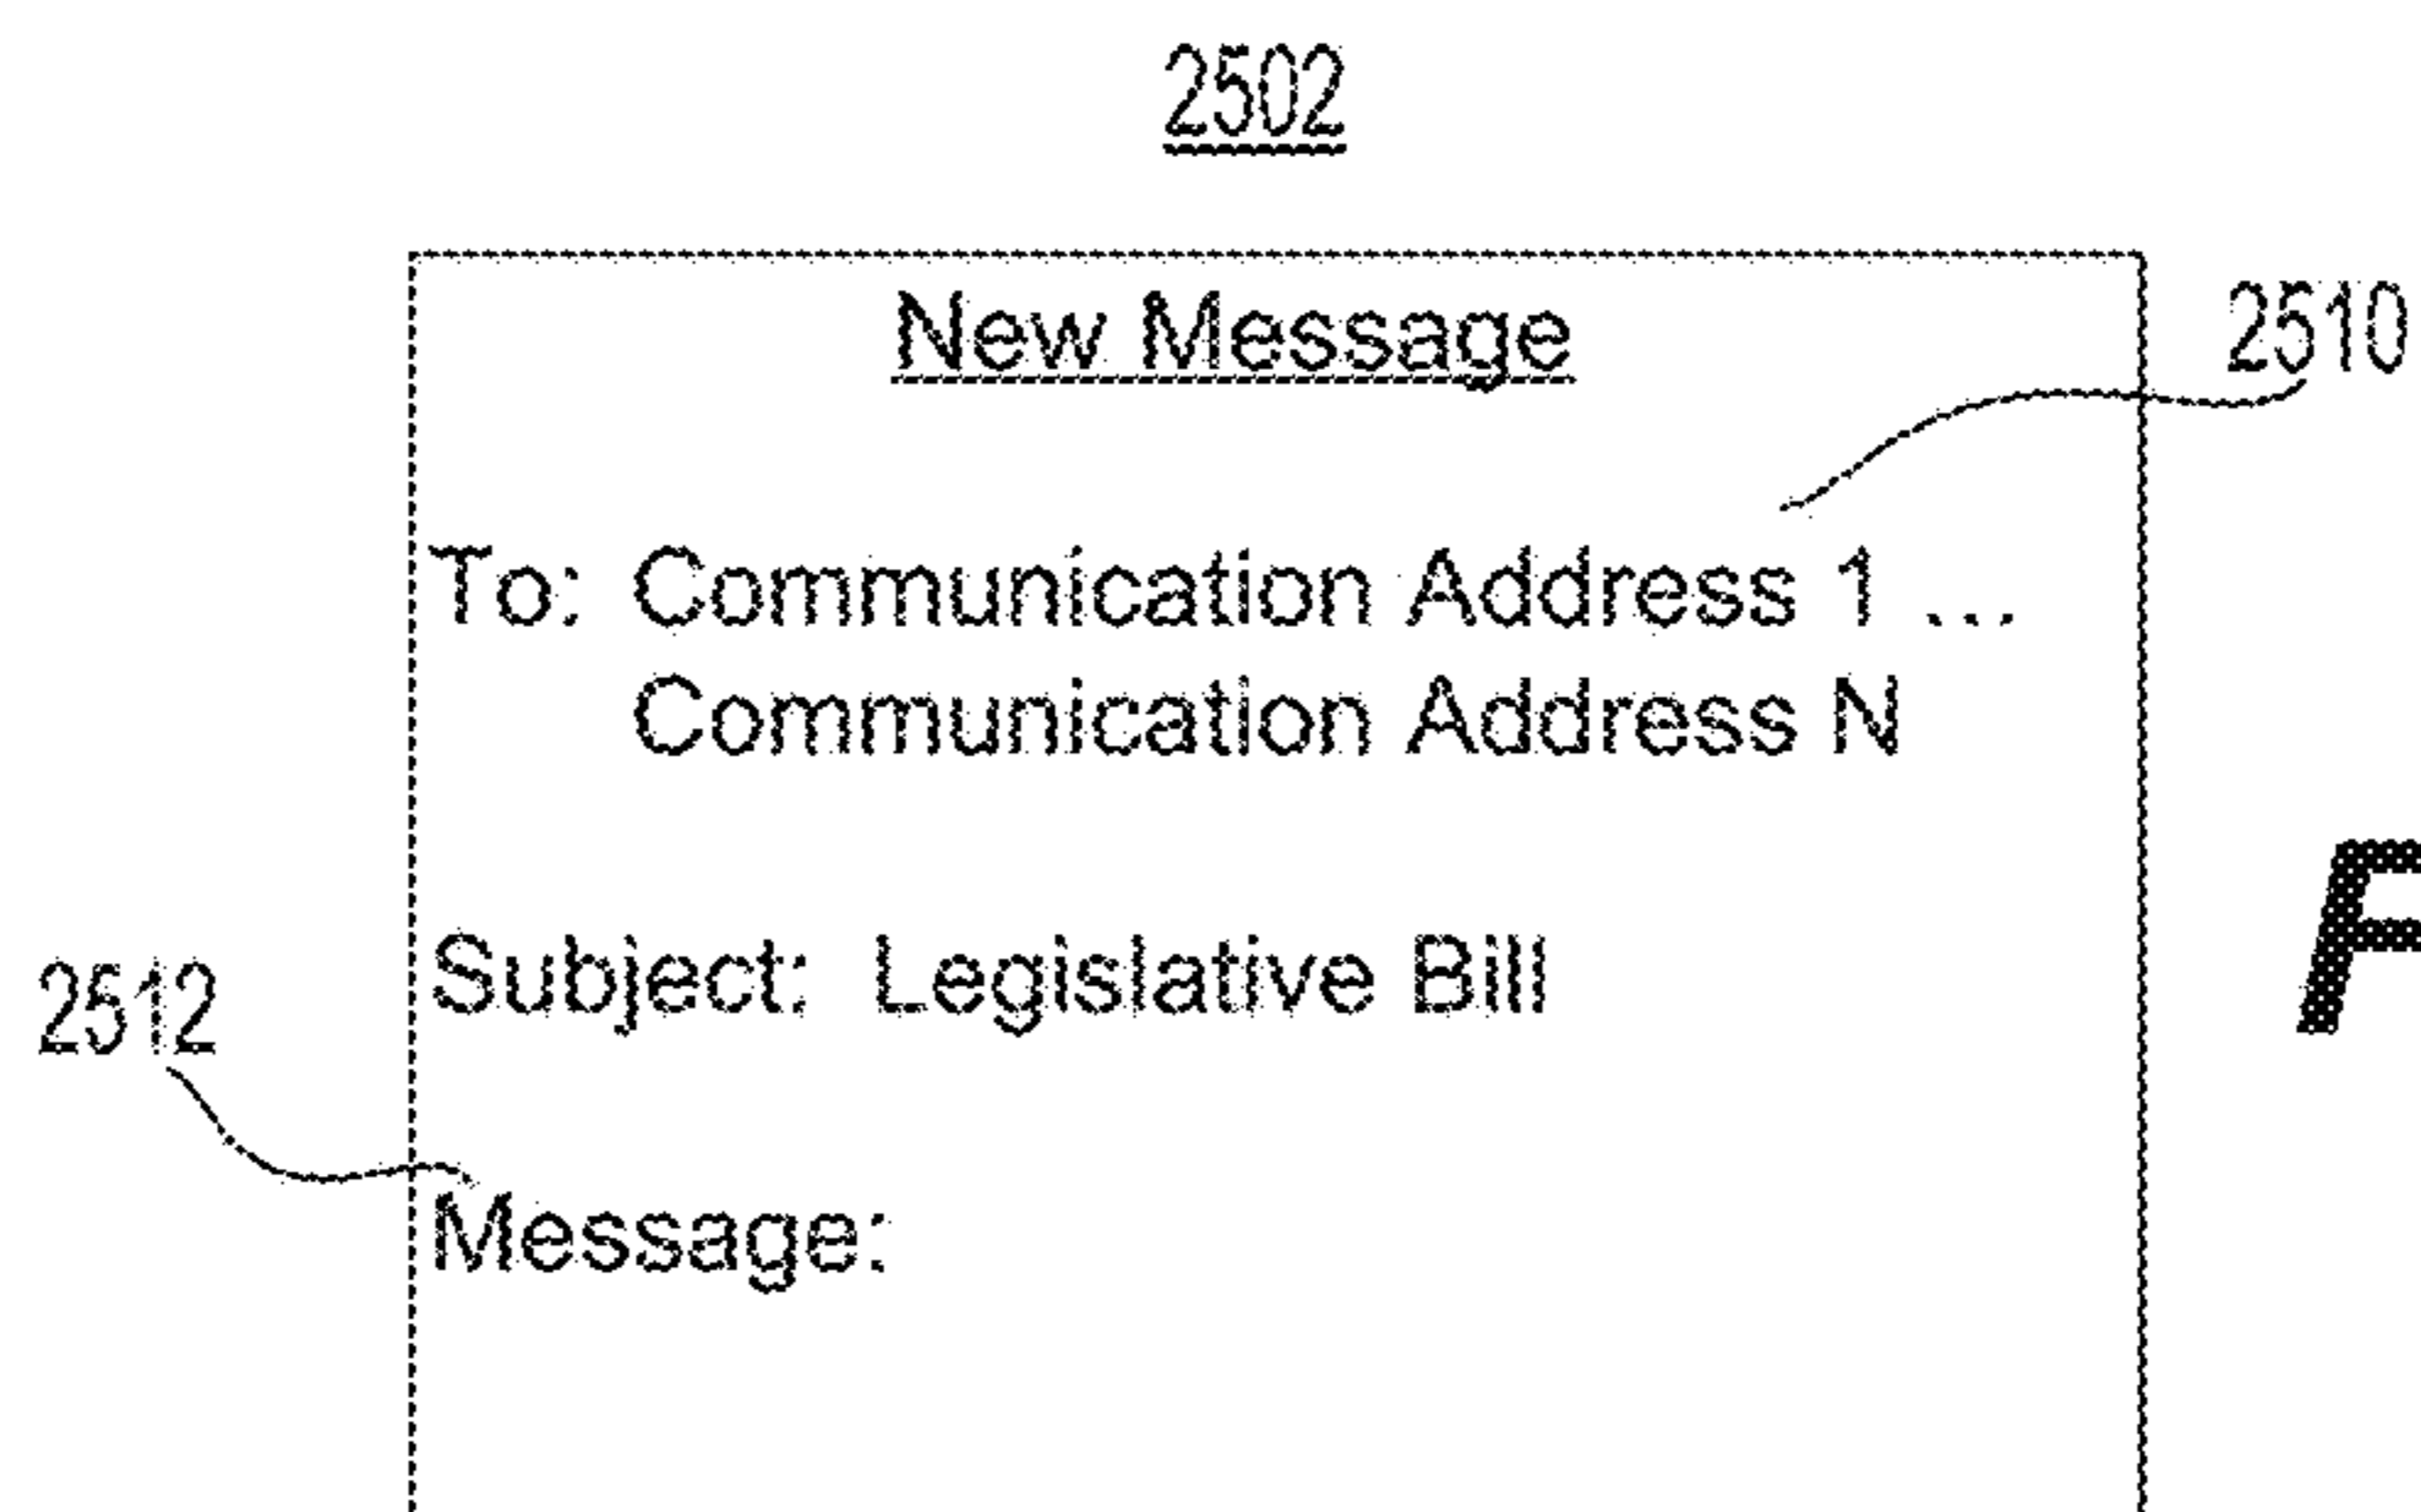 2502
New Message
2510
To: Communication Address 1 ...
Communication Address N
F
Subject: Legislative Bill
2512
Message: